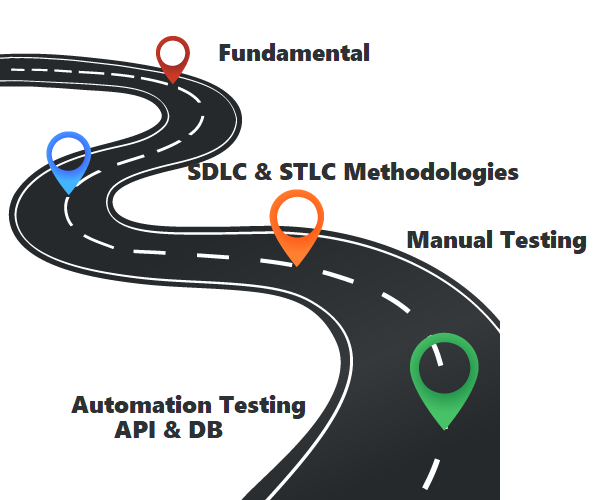 Fundamental
SDLC & STLC Methodologies
Manual Testing
Automation Testing
API & DB